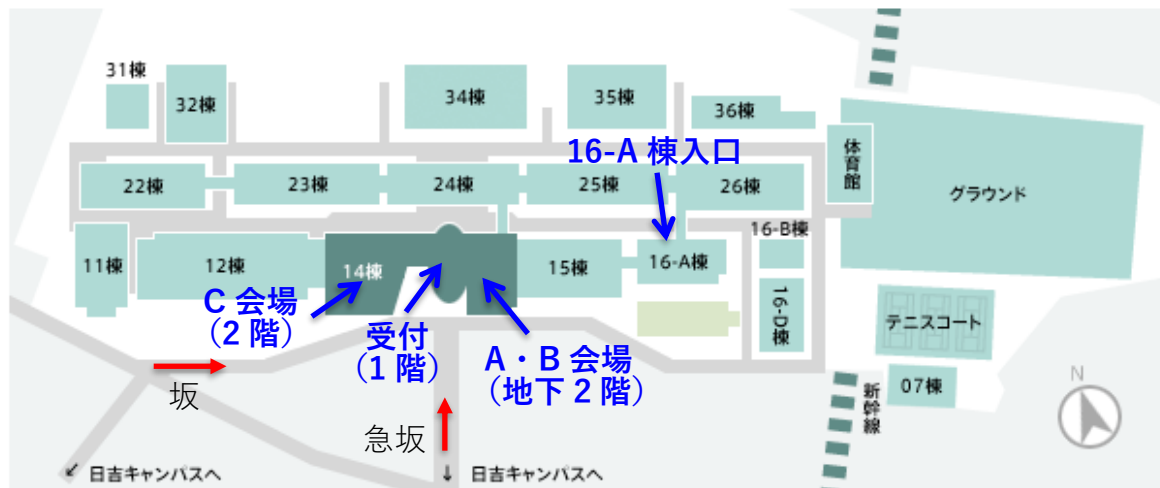 31棟
32棟
34棟
35棟
36棟
16-A 棟入口
体育館
グラウンド
22棟
23棟
24棟
25棟
26棟
16-B棟
11棟
12棟
14棟
15棟
16-A棟
16-D棟
C 会場
（2 階）
受付
（1 階）
A・B 会場
（地下 2 階）
テニスコート
07棟
新幹線
N
坂
急坂
↙ 日吉キャンパスへ
↓ 日吉キャンパスへ